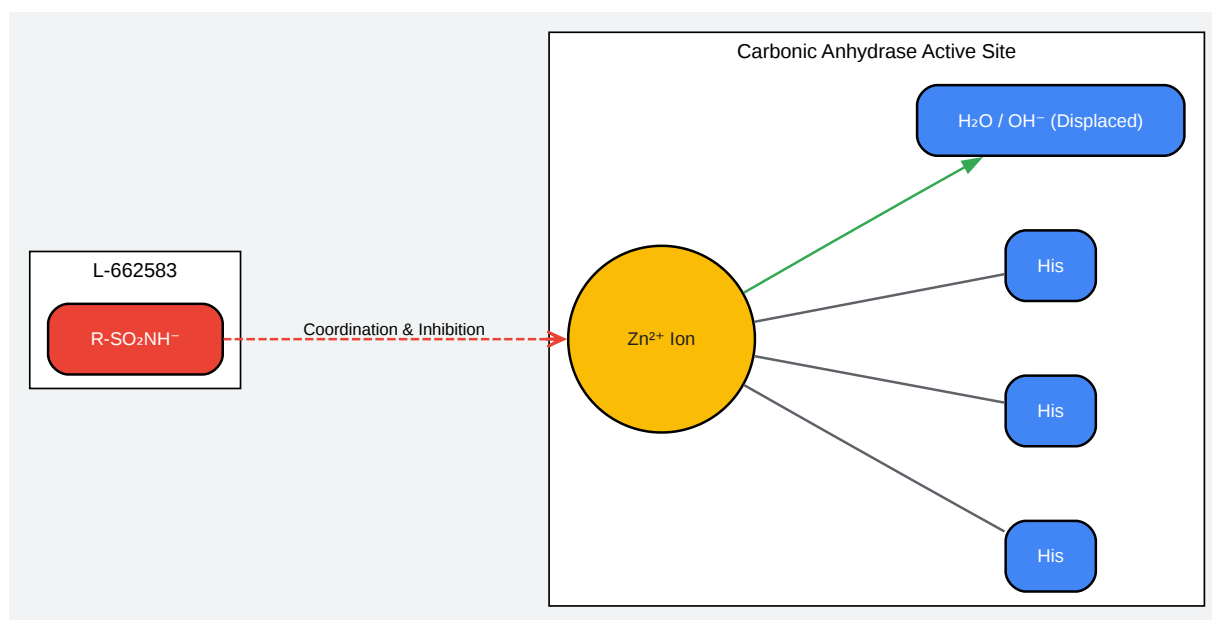 Carbonic Anhydrase Active Site
H₂O / OH⁻ (Displaced)
L-662583
R-SO₂NH⁻
Coordination & Inhibition
Zn²⁺ Ion
His
His
His